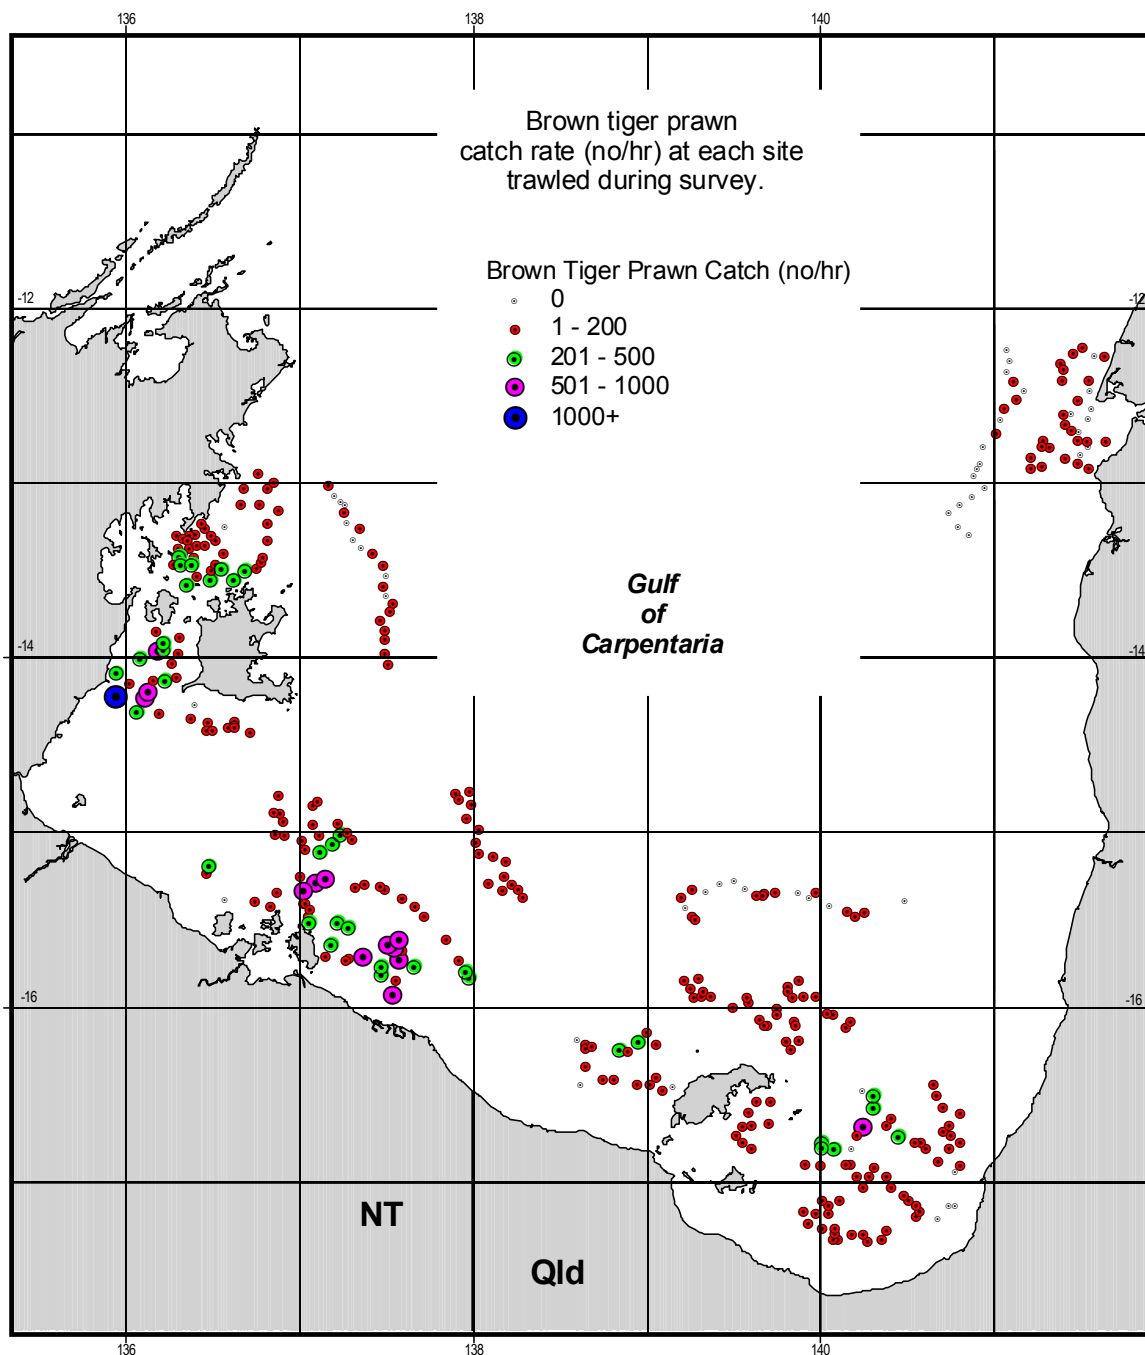 136 138 140
Brown tiger prawn
catch rate (no/hr) at each site
trawled during survey.
Brown Tiger Prawn Catch (no/hr)
0
1 - 200
201 - 500
501 - 1000
1000+
-12 -12
Gulf
of
Carpentaria
-14 -14
-16 -16
NT
Qld
136 138 140